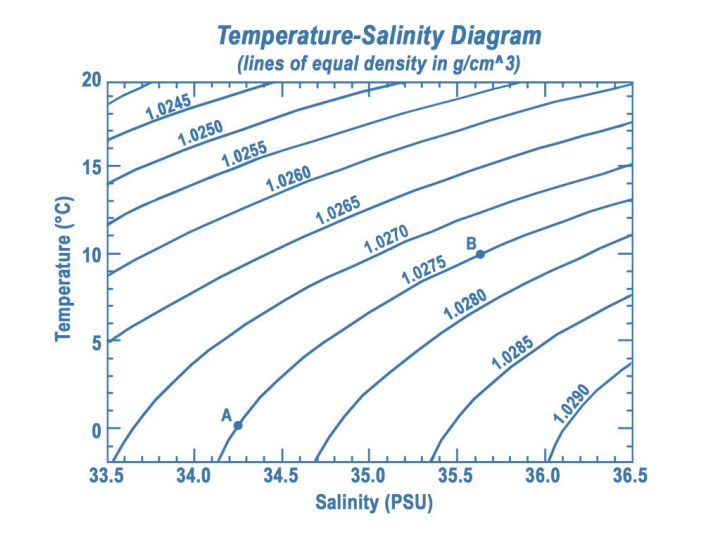 Temperature-Salinity Diagram
(lines of equal density in g/cm^3)
20
15
10
5
0
Temperature (°C)
1.0245
1.0250
1.0255
1.0260
1.0265
1.0270
B
1.0275
1.0280
1.0285
1.0290
A
33.5 34.0 34.5 35.0 35.5 36.0 36.5
Salinity (PSU)